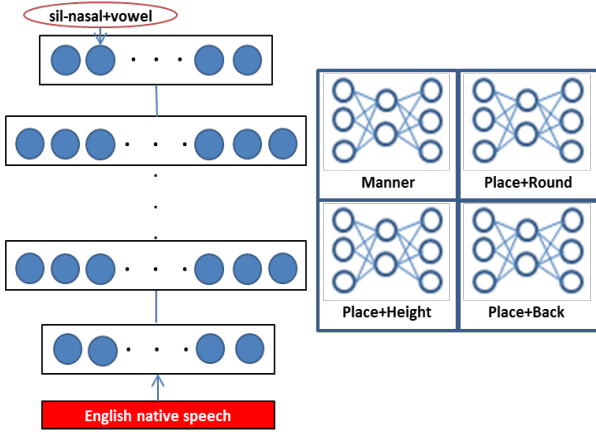 sil-nasal+vowel
Manner
Place+Round
Place+Height
Place+Back
English native speech